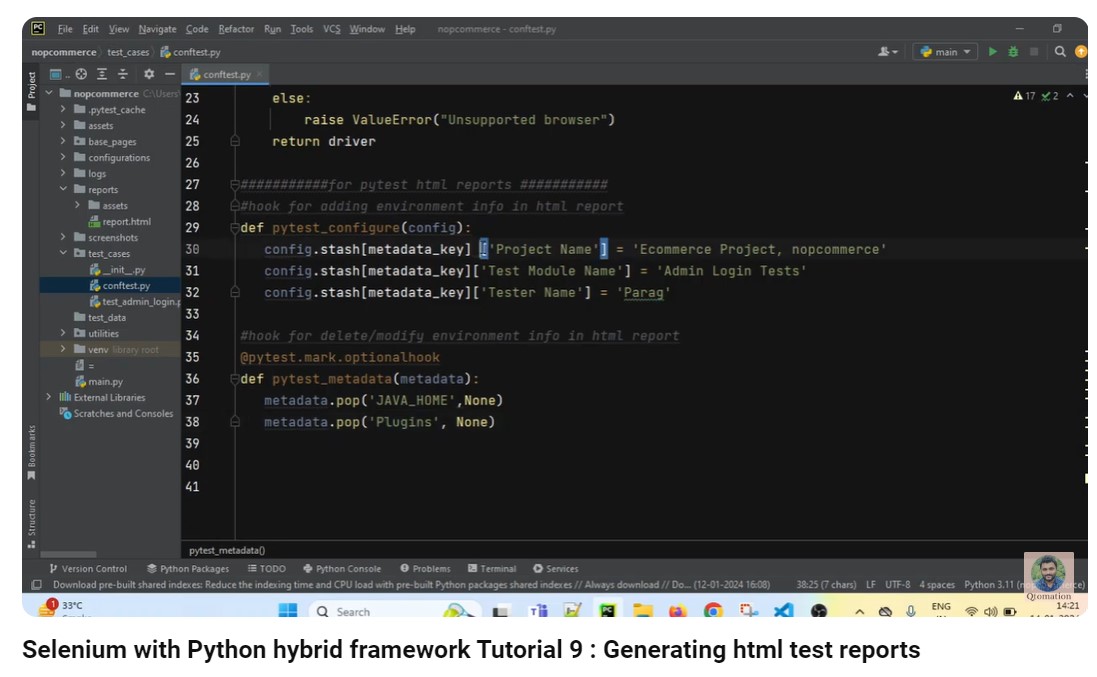 File Edit View Navigate Code Refactor Run Tools VCS Window Help nopcommerce - conftest.py
nopcommerce test_cases conftest.py main
Project
conftest.py
nopcommerce C:\Users
.pytest_cache
assets
base_pages
configurations
logs
reports
assets
report.html
screenshots
test_cases
__init__.py
conftest.py
test_admin_login.p
test_data
utilities
venv library root
=
main.py
External Libraries
Scratches and Consoles
Bookmarks
Structure
17 2
23 else:
24 raise ValueError("Unsupported browser")
25 return driver
26
27 ###########for pytest html reports ###########
28 #hook for adding environment info in html report
29 def pytest_configure(config):
30 config.stash[metadata_key] ['Project Name'] = 'Ecommerce Project, nopcommerce'
31 config.stash[metadata_key]['Test Module Name'] = 'Admin Login Tests'
32 config.stash[metadata_key]['Tester Name'] = 'Parag'
33
34 #hook for delete/modify environment info in html report
35 @pytest.mark.optionalhook
36 def pytest_metadata(metadata):
37 metadata.pop('JAVA_HOME',None)
38 metadata.pop('Plugins', None)
39
40
41
pytest_metadata()
Version Control Python Packages TODO Python Console Problems Terminal Services
Download pre-built shared indexes: Reduce the indexing time and CPU load with pre-built Python packages shared indexes // Always download // Do... (12-01-2024 16:08) 38:25 (7 chars) LF UTF-8 4 spaces Python 3.11
Qtomation
1 33°C
Search
ENG
14:21
Selenium with Python hybrid framework Tutorial 9 : Generating html test reports